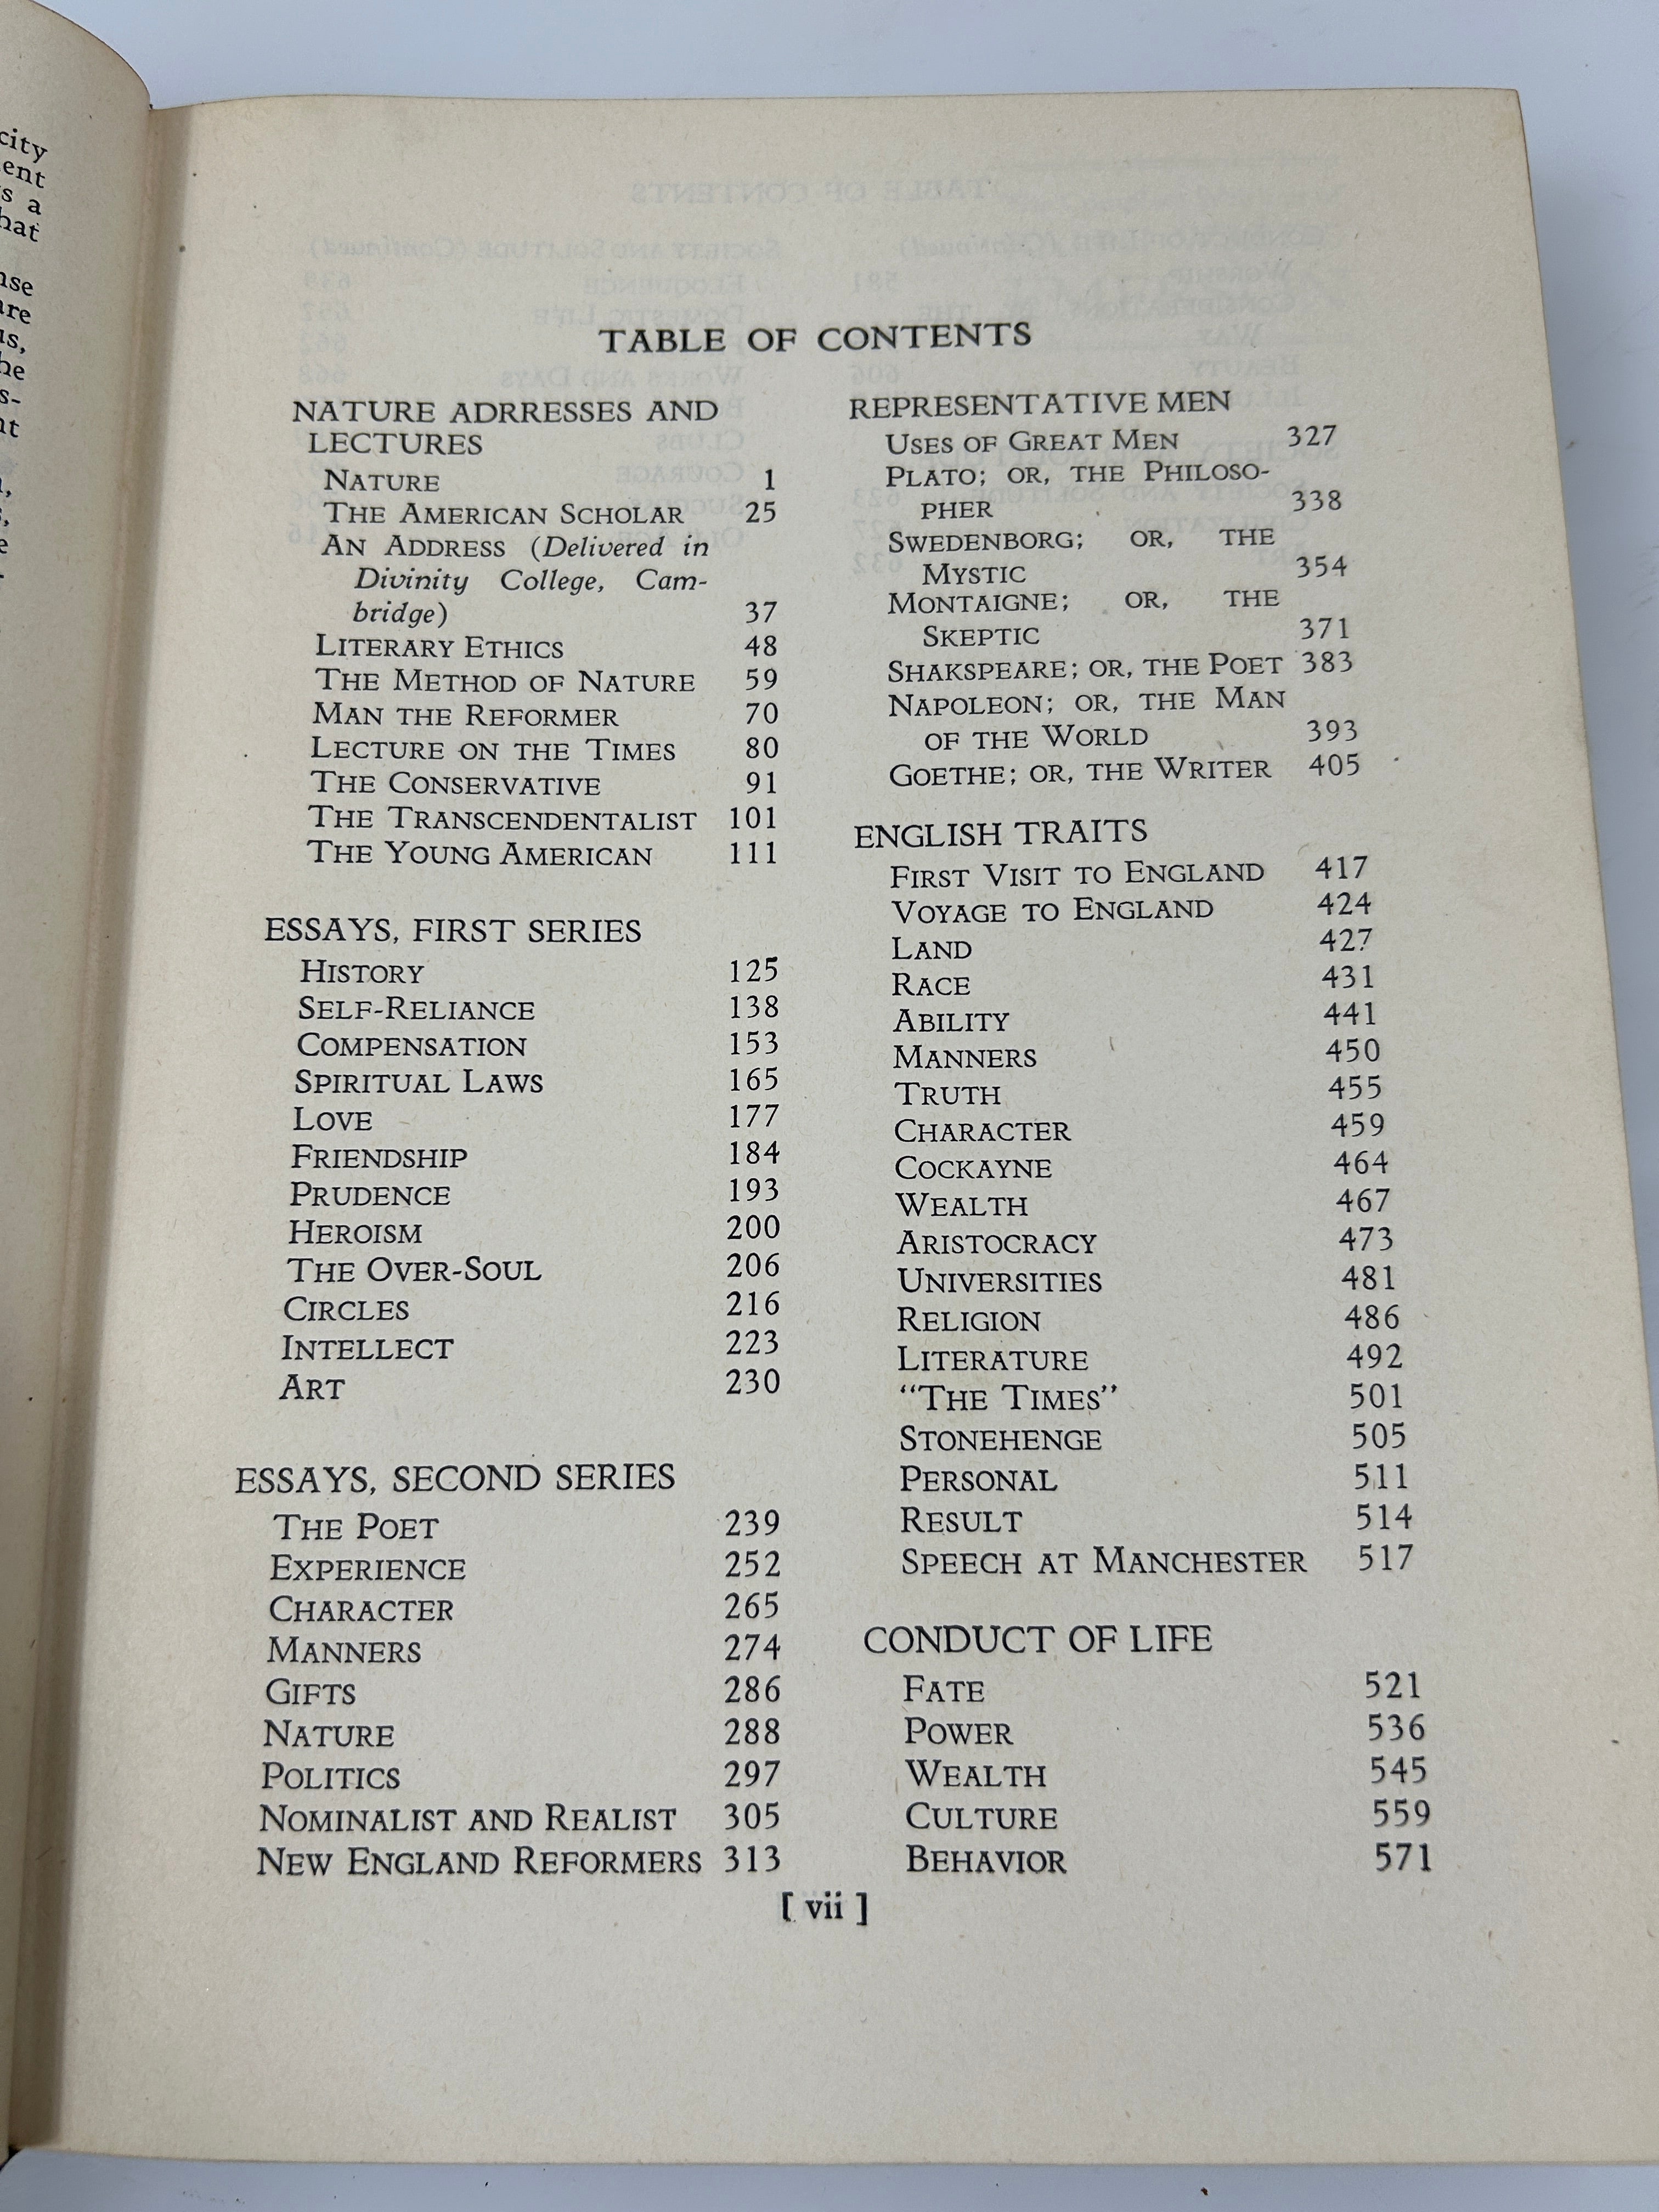 city
ent
s a
hat
nse
are
us,
he
s-
nt
TABLE OF CONTENTS
NATURE ADRRESSES AND
LECTURES
NATURE 1
THE AMERICAN SCHOLAR 25
AN ADDRESS (Delivered in
Divinity College, Cam-
bridge) 37
LITERARY ETHICS 48
THE METHOD OF NATURE 59
MAN THE REFORMER 70
LECTURE ON THE TIMES 80
THE CONSERVATIVE 91
THE TRANSCENDENTALIST 101
THE YOUNG AMERICAN 111
ESSAYS, FIRST SERIES
HISTORY 125
SELF-RELIANCE 138
COMPENSATION 153
SPIRITUAL LAWS 165
LOVE 177
FRIENDSHIP 184
PRUDENCE 193
HEROISM 200
THE OVER-SOUL 206
CIRCLES 216
INTELLECT 223
ART 230
ESSAYS, SECOND SERIES
THE POET 239
EXPERIENCE 252
CHARACTER 265
MANNERS 274
GIFTS 286
NATURE 288
POLITICS 297
NOMINALIST AND REALIST 305
NEW ENGLAND REFORMERS 313
REPRESENTATIVE MEN
USES OF GREAT MEN 327
PLATO; OR, THE PHILOSO-
PHER 338
SWEDENBORG; OR, THE
MYSTIC 354
MONTAIGNE; OR, THE
SKEPTIC 371
SHAKSPEARE; OR, THE POET 383
NAPOLEON; OR, THE MAN
OF THE WORLD 393
GOETHE; OR, THE WRITER 405
ENGLISH TRAITS
FIRST VISIT TO ENGLAND 417
VOYAGE TO ENGLAND 424
LAND 427
RACE 431
ABILITY 441
MANNERS 450
TRUTH 455
CHARACTER 459
COCKAYNE 464
WEALTH 467
ARISTOCRACY 473
UNIVERSITIES 481
RELIGION 486
LITERATURE 492
"THE TIMES" 501
STONEHENGE 505
PERSONAL 511
RESULT 514
SPEECH AT MANCHESTER 517
CONDUCT OF LIFE
FATE 521
POWER 536
WEALTH 545
CULTURE 559
BEHAVIOR 571
[ vii ]